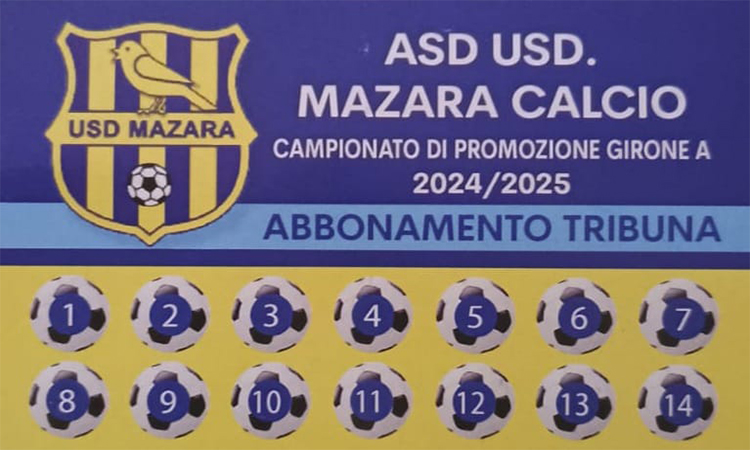 USD MAZARA
ASD USD.
MAZARA CALCIO
CAMPIONATO DI PROMOZIONE GIRONE A
2024/2025
ABBONAMENTO TRIBUNA
1 2 3 4 5 6 7
8 9 10 11 12 13 14